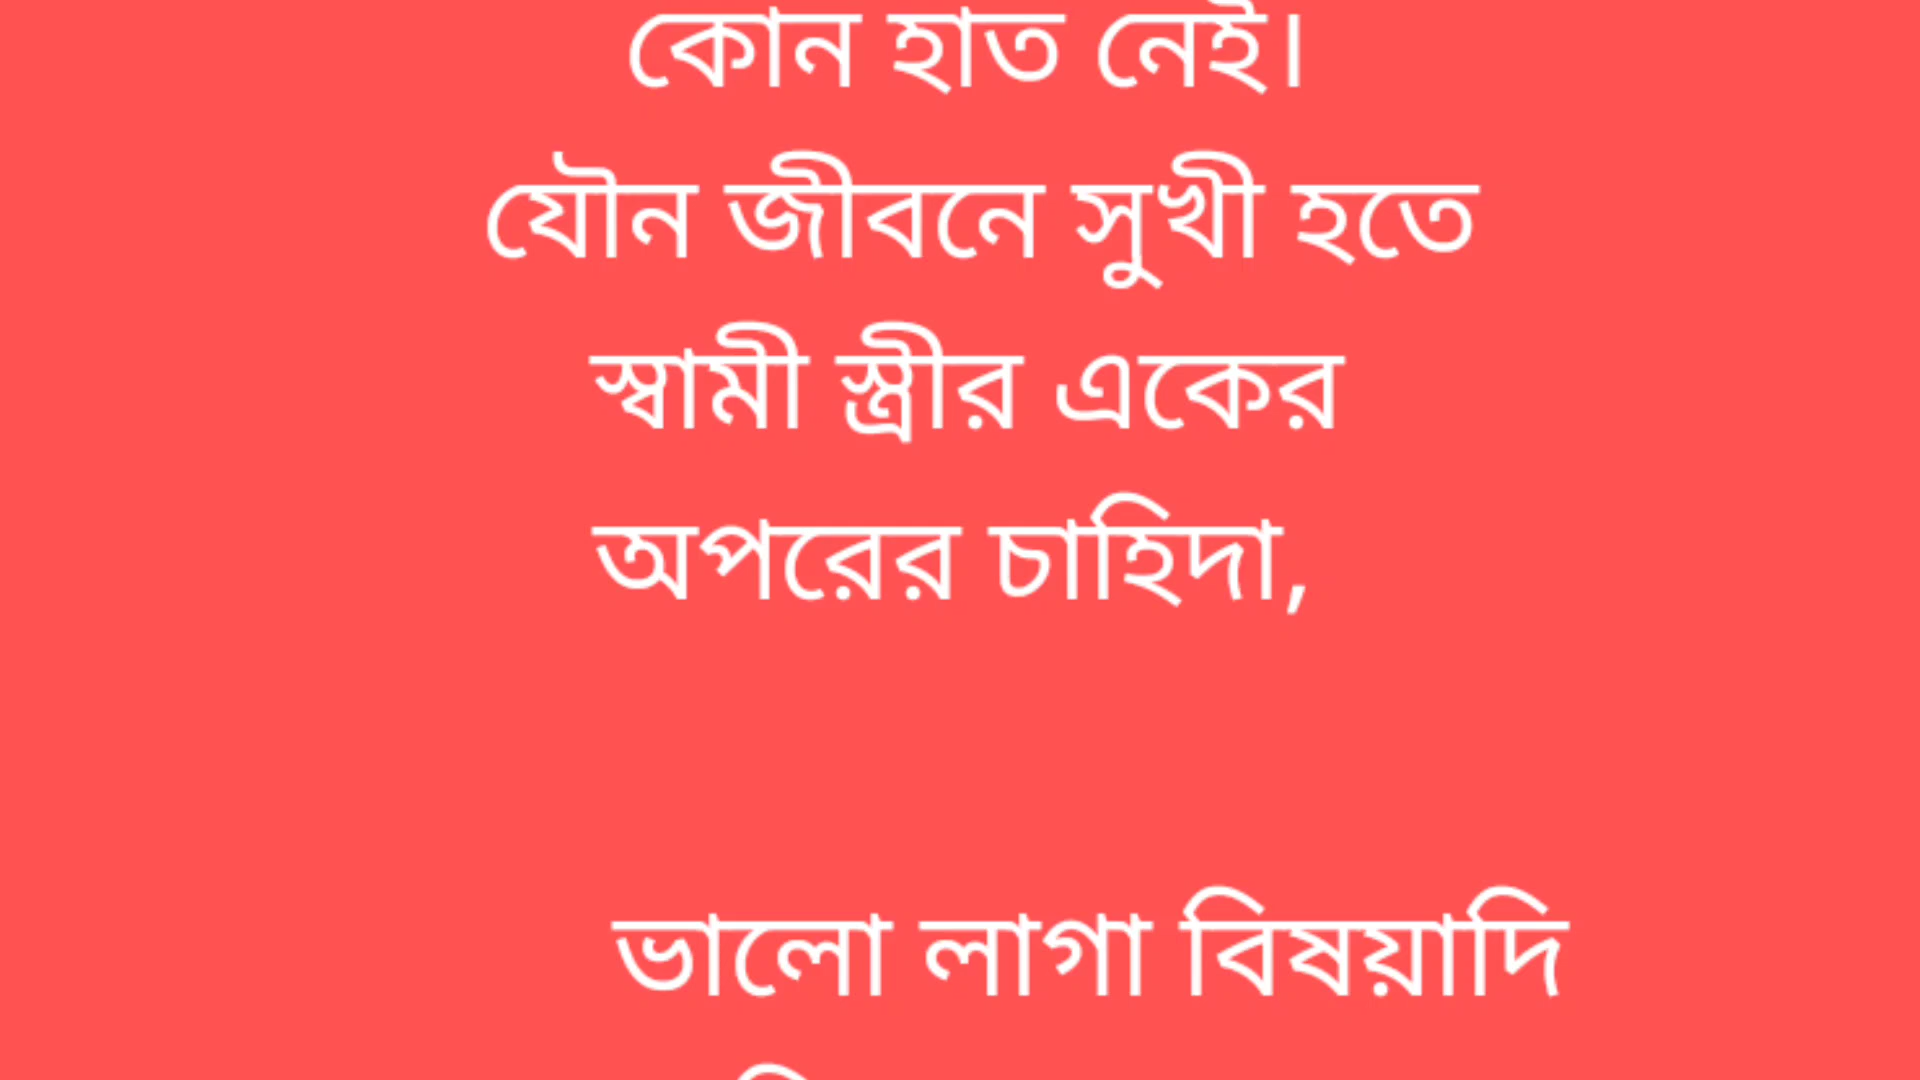 কোন হাত নেই।
যৌন জীবনে সুখী হতে
স্বামী স্ত্রীর একের
অপরের চাহিদা,
ভালো লাগা বিষয়াদি